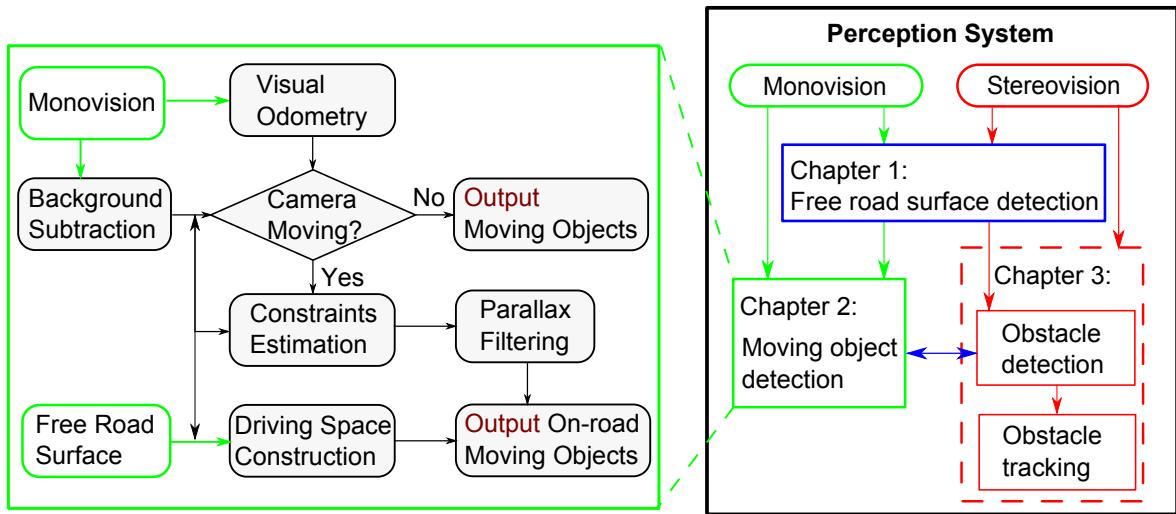 Monovision
Visual
Odometry
Background
Subtraction
Camera
Moving?
No
Output
Moving Objects
Yes
Constraints
Estimation
Parallax
Filtering
Free Road
Surface
Driving Space
Construction
Output On-road
Moving Objects
Perception System
Monovision
Stereovision
Chapter 1:
Free road surface detection
Chapter 2:
Moving object
detection
Chapter 3:
Obstacle
detection
Obstacle
tracking